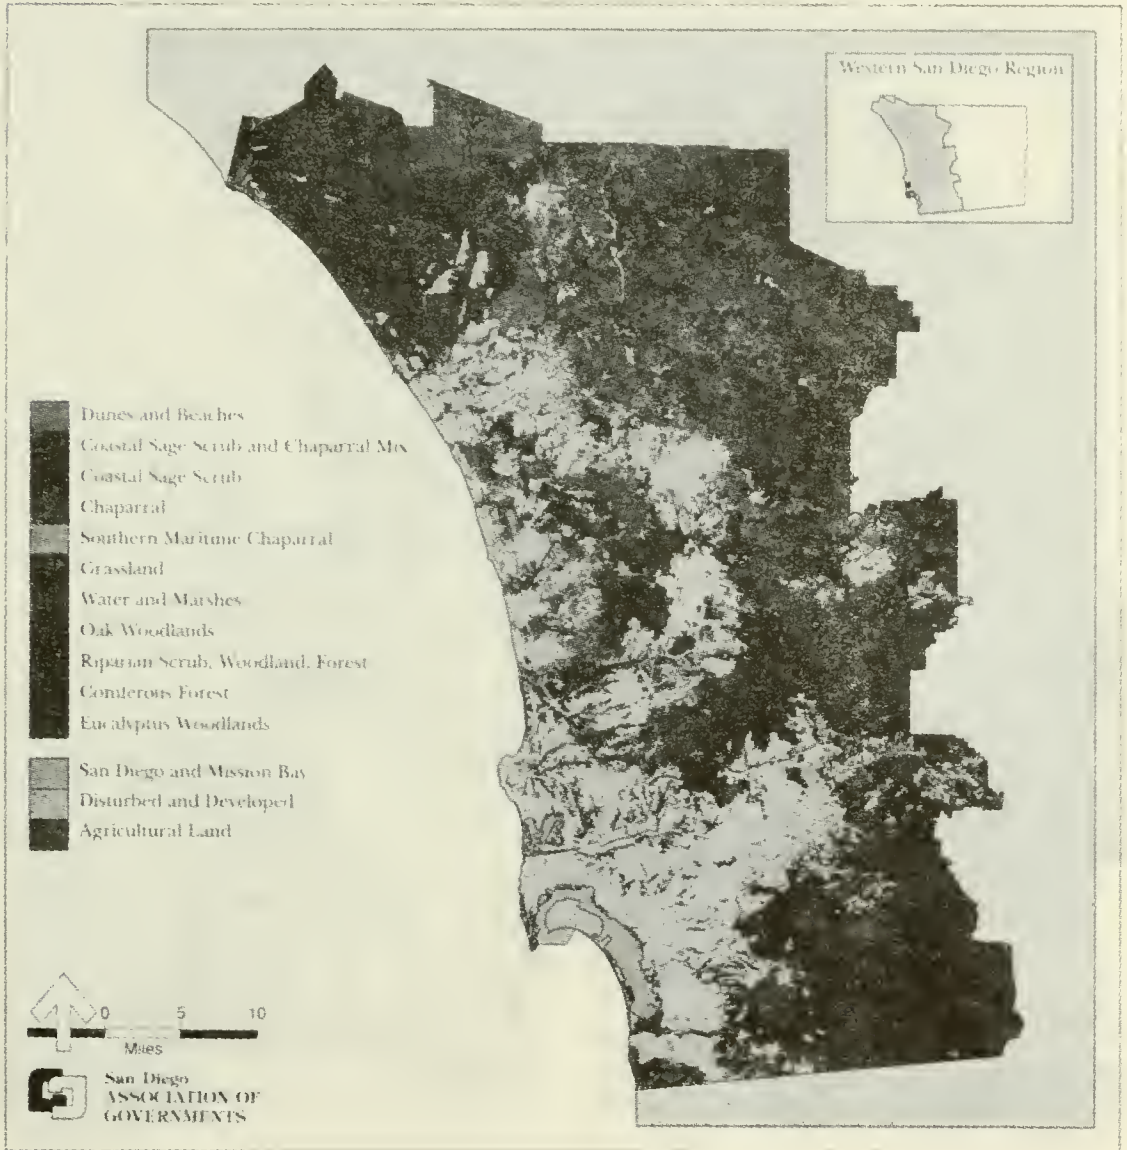 Western San Diego Region
Dunes and Beaches
Coastal Sage Scrub and Chaparral Mix
Coastal Sage Scrub
Chaparral
Southern Maritime Chaparral
Grassland
Water and Marshes
Oak Woodlands
Riparian Scrub, Woodland, Forest
Coniferous Forest
Eucalyptus Woodlands
San Diego and Mission Bay
Disturbed and Developed
Agricultural Land
0 5 10
Miles
San Diego
ASSOCIATION OF
GOVERNMENTS